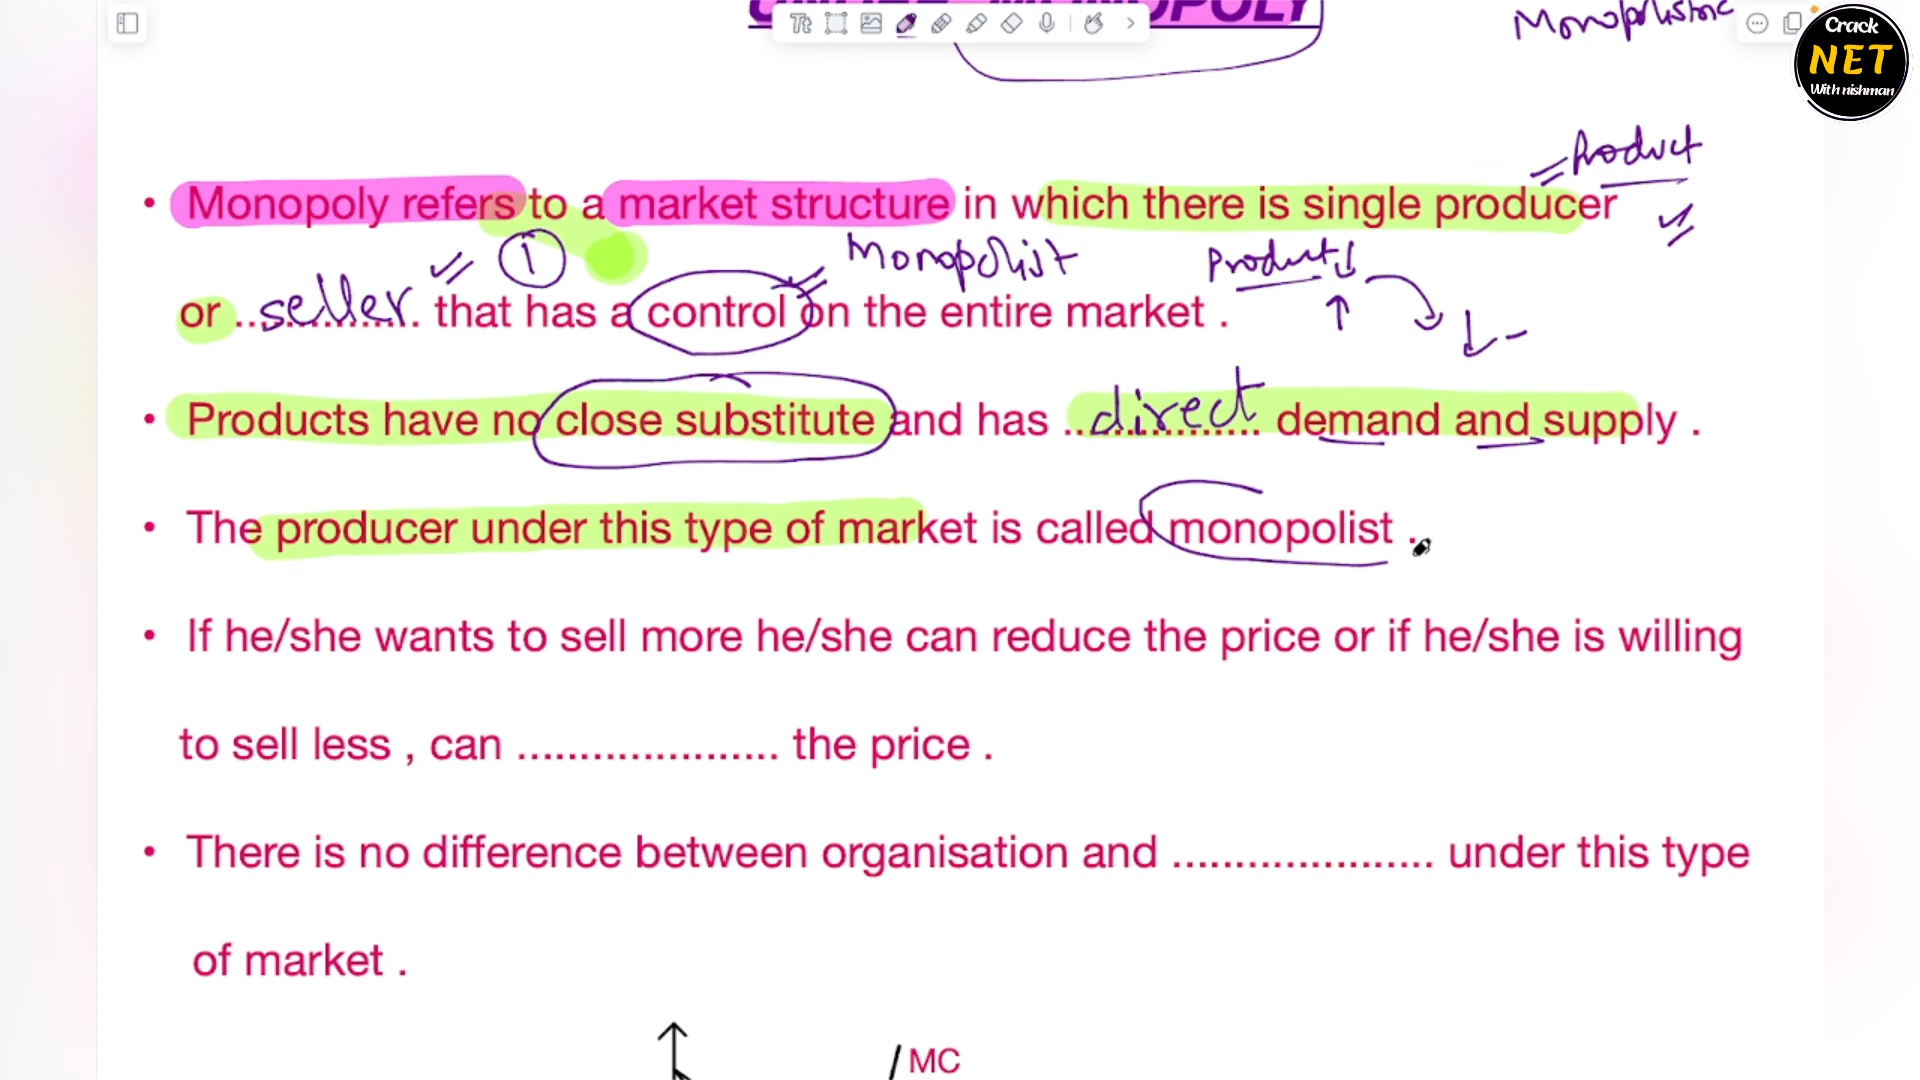 MONOPOLY
Monopolistic
Crack
NET
With nishman
Product
• Monopoly refers to a market structure in which there is single producer
1 Monopolist Product
or ..seller.. that has a control on the entire market .
• Products have no close substitute and has ..direct.. demand and supply .
• The producer under this type of market is called monopolist .
• If he/she wants to sell more he/she can reduce the price or if he/she is willing
to sell less , can ..................... the price .
• There is no difference between organisation and ..................... under this type
of market .
MC